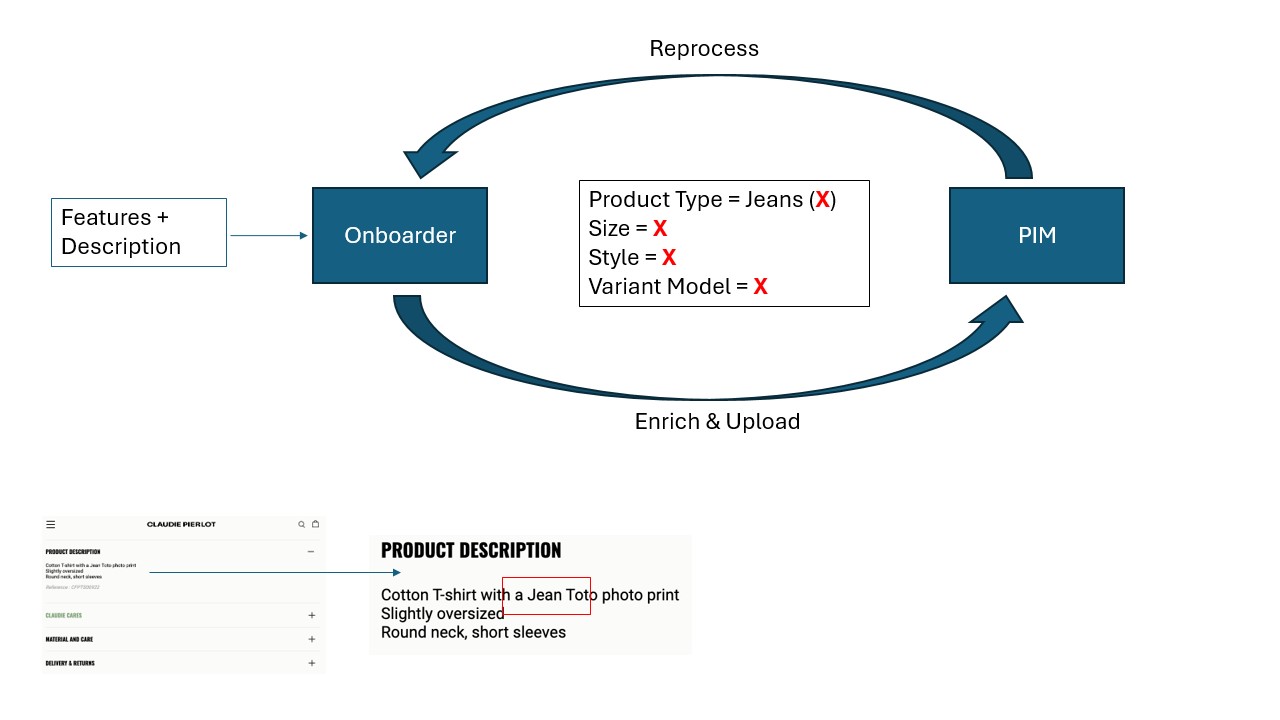 Reprocess
Features +
Description
Onboarder
Product Type = Jeans (X)
Size = X
Style = X
Variant Model = X
PIM
Enrich & Upload
CLAUDIE PIERLOT
PRODUCT DESCRIPTION
Cotton T-shirt with a Jean Toto photo print
Slightly oversized
Round neck, short sleeves
CLAUDIE CARES
MATERIAL AND CARE
DELIVERY & RETURNS
PRODUCT DESCRIPTION
Cotton T-shirt with a Jean Toto photo print
Slightly oversized
Round neck, short sleeves